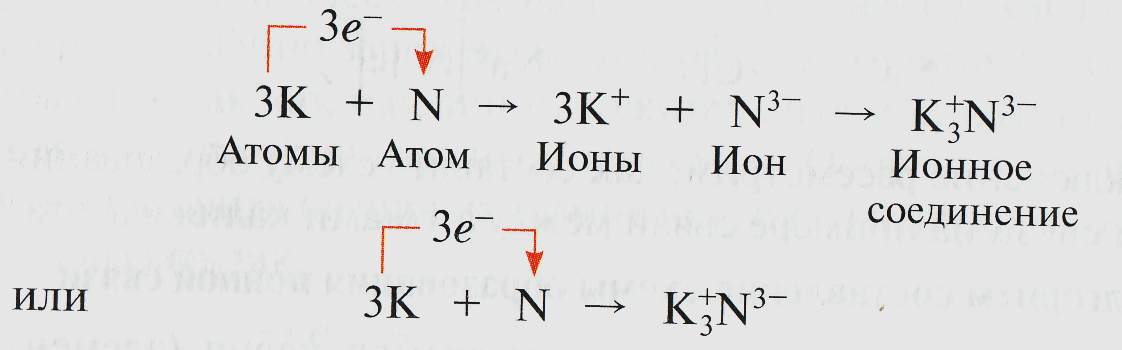 3e⁻
3K + N → 3K⁺ + N³⁻ → K₃⁺N³⁻
Атомы Атом Ионы Ион Ионное
соединение
3e⁻
или 3K + N → K₃⁺N³⁻